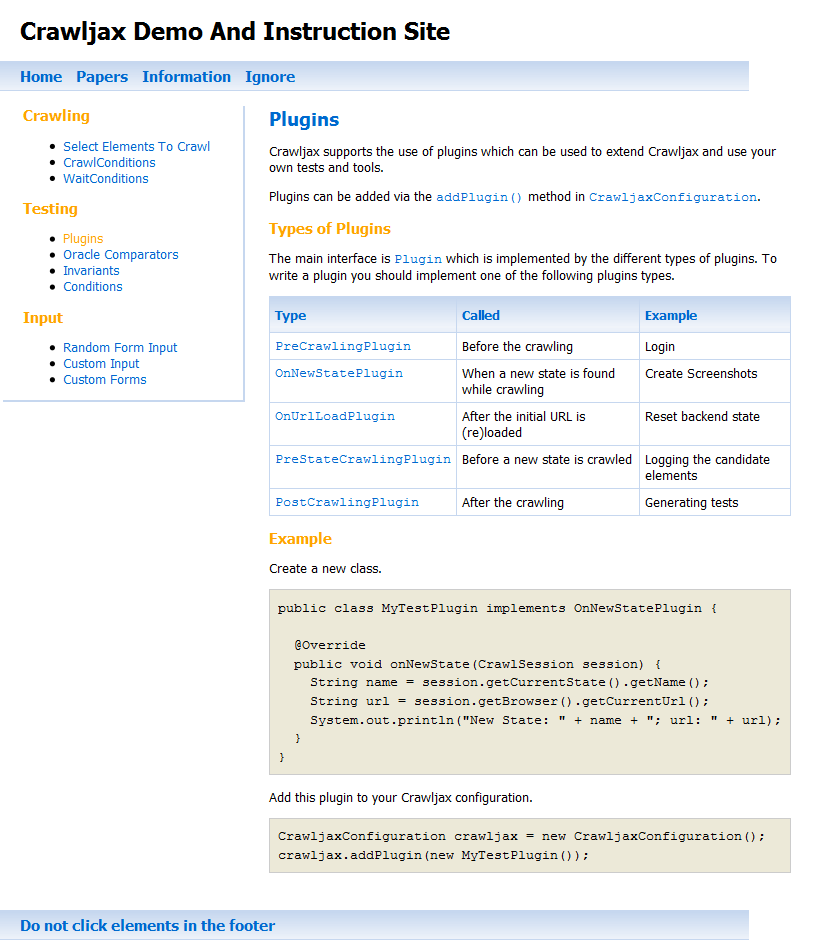 Crawljax Demo And Instruction Site
Home Papers Information Ignore
Crawling
Select Elements To Crawl
CrawlConditions
WaitConditions
Testing
Plugins
Oracle Comparators
Invariants
Conditions
Input
Random Form Input
Custom Input
Custom Forms
Plugins
Crawljax supports the use of plugins which can be used to extend Crawljax and use your
own tests and tools.
Plugins can be added via the addPlugin() method in CrawljaxConfiguration.
Types of Plugins
The main interface is Plugin which is implemented by the different types of plugins. To
write a plugin you should implement one of the following plugins types.
Type Called Example
PreCrawlingPlugin Before the crawling Login
OnNewStatePlugin When a new state is found Create Screenshots
while crawling
OnUrlLoadPlugin After the initial URL is Reset backend state
(re)loaded
PreStateCrawlingPlugin Before a new state is crawled Logging the candidate
elements
PostCrawlingPlugin After the crawling Generating tests
Example
Create a new class.
public class MyTestPlugin implements OnNewStatePlugin {
@Override
public void onNewState(CrawlSession session) {
String name = session.getCurrentState().getName();
String url = session.getBrowser().getCurrentUrl();
System.out.println("New State: " + name + "; url: " + url);
}
}
Add this plugin to your Crawljax configuration.
CrawljaxConfiguration crawljax = new CrawljaxConfiguration();
crawljax.addPlugin(new MyTestPlugin());
Do not click elements in the footer